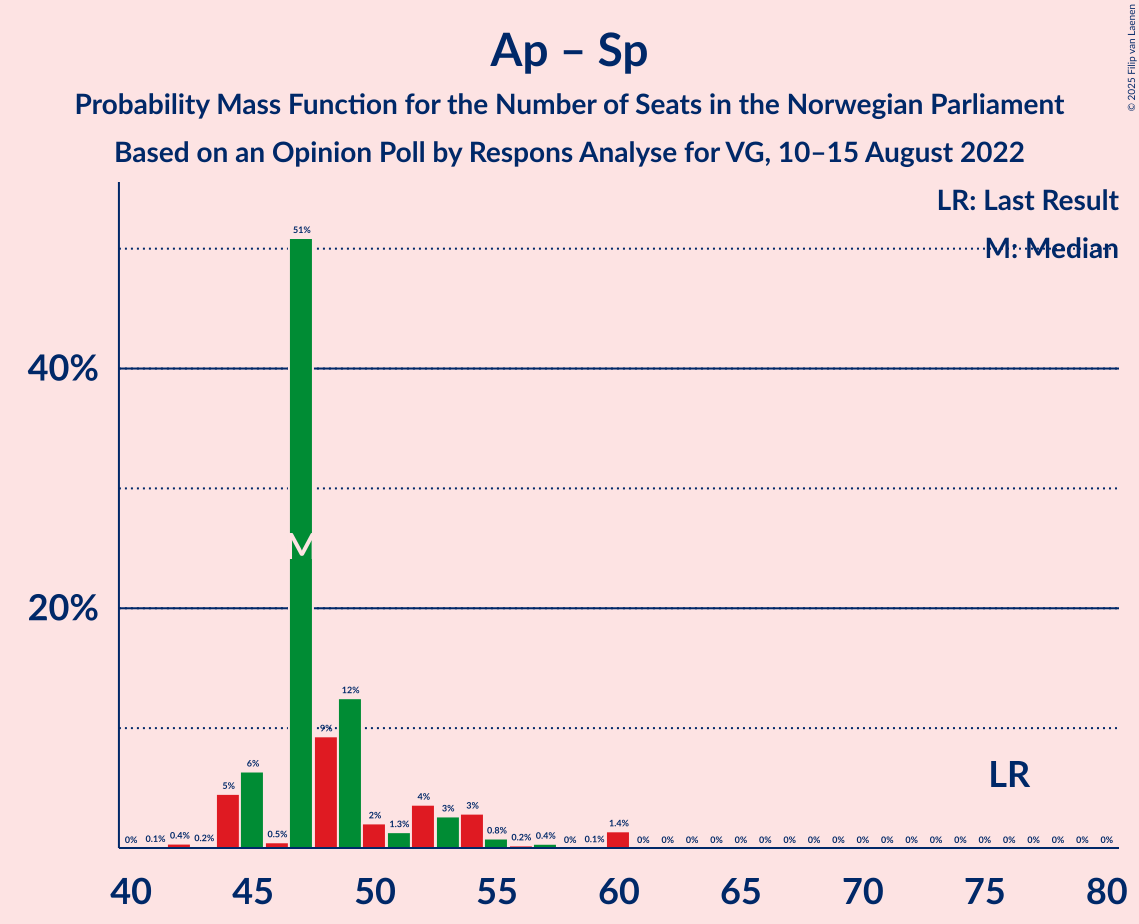 © 2025 Filip van Laenen
Ap – Sp
Probability Mass Function for the Number of Seats in the Norwegian Parliament
Based on an Opinion Poll by Respons Analyse for VG, 10–15 August 2022
LR: Last Result
M: Median
40%
20%
0% 0.1% 0.4% 0.2% 5% 6% 0.5% 51% 9% 12% 2% 1.3% 4% 3% 3% 0.8% 0.2% 0.4% 0% 0.1% 1.4% 0% 0% 0% 0% 0% 0% 0% 0% 0% 0% 0% 0% 0% 0% 0% 0% 0% 0% 0% 0%
M
LR
40 45 50 55 60 65 70 75 80